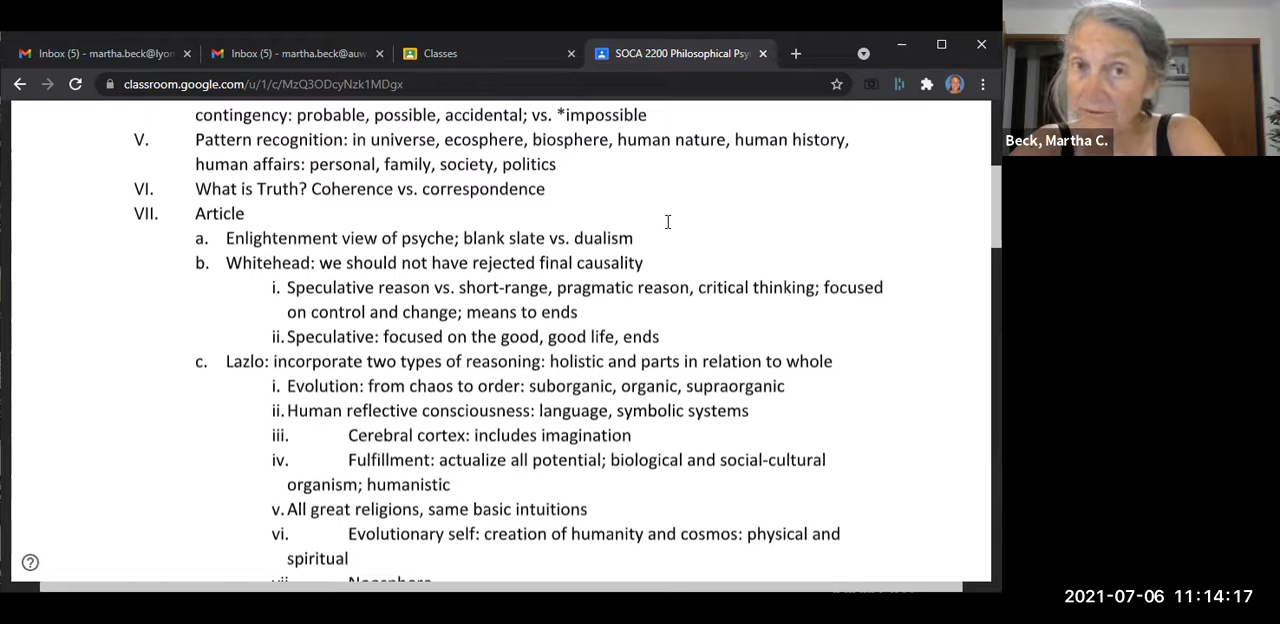 Inbox (5) - martha.beck@lyon
Inbox (5) - martha.beck@auw
Classes
SOCA 2200 Philosophical Psy
classroom.google.com/u/1/c/MzQ3ODcyNzk1MDgx
Beck, Martha C.
contingency: probable, possible, accidental; vs. *impossible
V. Pattern recognition: in universe, ecosphere, biosphere, human nature, human history,
human affairs: personal, family, society, politics
VI. What is Truth? Coherence vs. correspondence
VII. Article
a. Enlightenment view of psyche; blank slate vs. dualism
b. Whitehead: we should not have rejected final causality
i. Speculative reason vs. short-range, pragmatic reason, critical thinking; focused
on control and change; means to ends
ii. Speculative: focused on the good, good life, ends
c. Lazlo: incorporate two types of reasoning: holistic and parts in relation to whole
i. Evolution: from chaos to order: suborganic, organic, supraorganic
ii. Human reflective consciousness: language, symbolic systems
iii. Cerebral cortex: includes imagination
iv. Fulfillment: actualize all potential; biological and social-cultural
organism; humanistic
v. All great religions, same basic intuitions
vi. Evolutionary self: creation of humanity and cosmos: physical and
spiritual
vii. Noosphere
2021-07-06 11:14:17